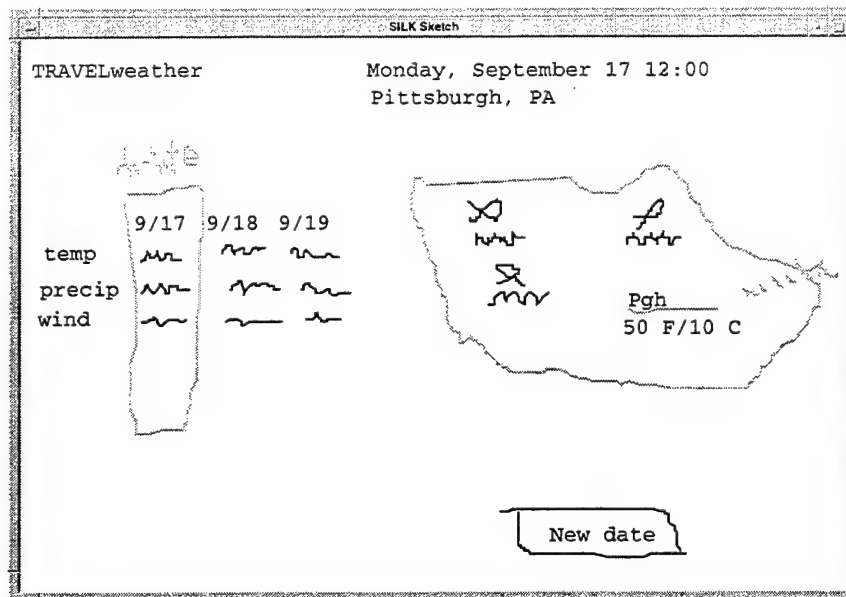 SILK Sketch
TRAVELweather
Monday, September 17 12:00
Pittsburgh, PA
9/17 9/18 9/19
temp
precip
wind
Pgh
50 F/10 C
New date